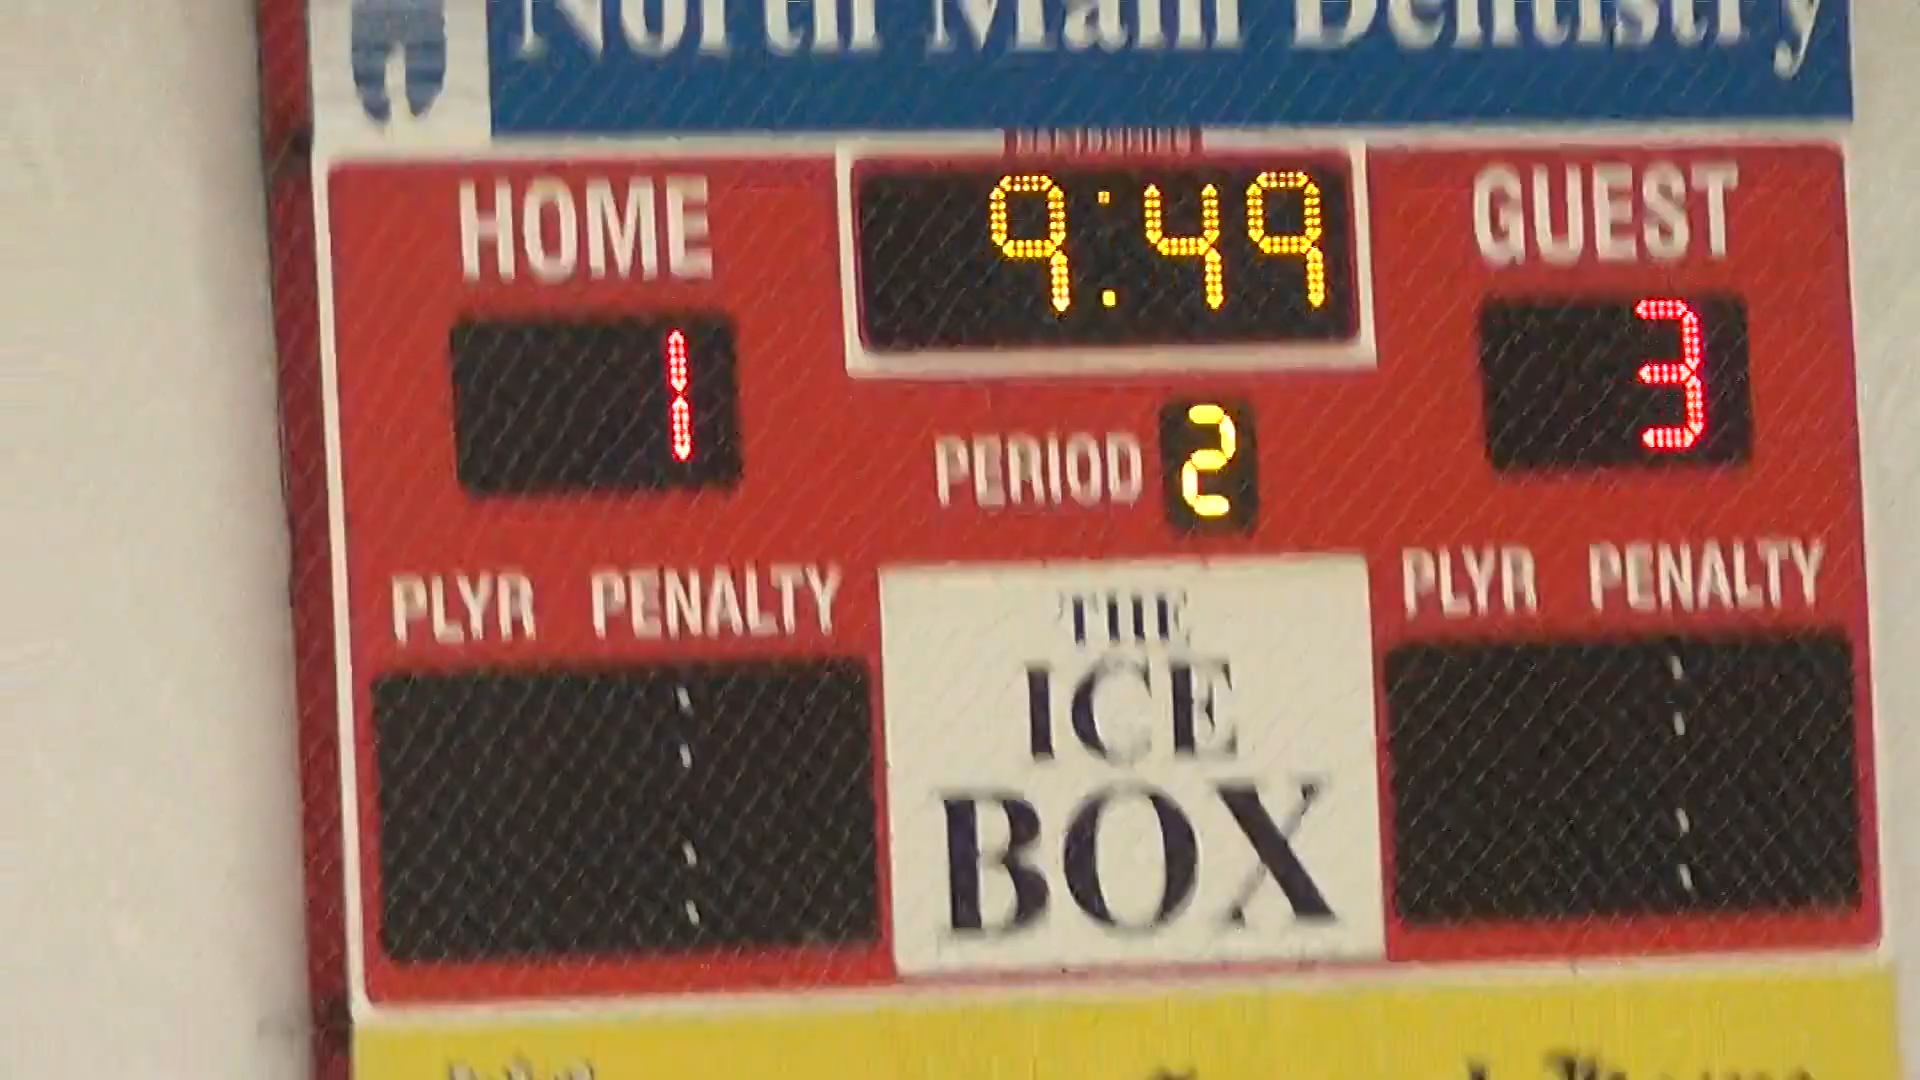 North Main Dentistry
HOME
9:49
GUEST
1
3
PERIOD 2
PLYR PENALTY
PLYR PENALTY
THE
ICE
BOX